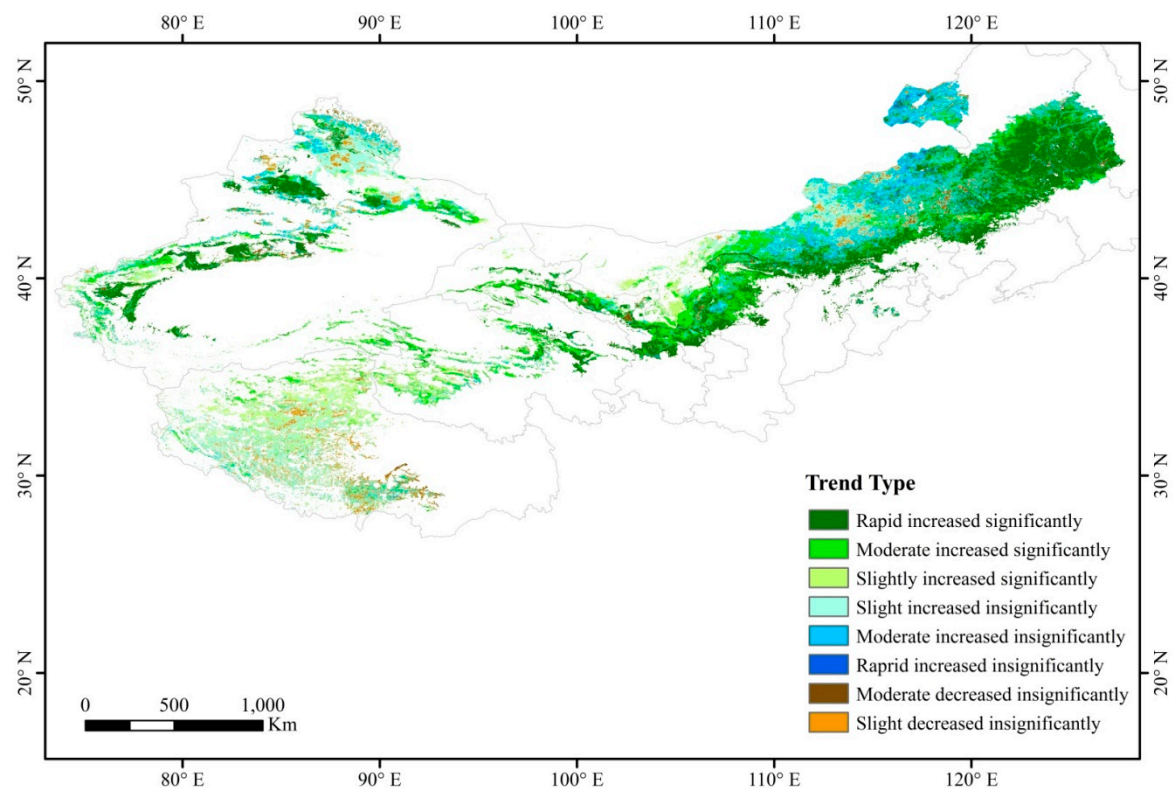 80° E 90° E 100° E 110° E 120° E
50° N 50° N
40° N 40° N
30° N 30° N
20° N 20° N
Trend Type
Rapid increased significantly
Moderate increased significantly
Slightly increased significantly
Slight increased insignificantly
Moderate increased insignificantly
Raprid increased insignificantly
Moderate decreased insignificantly
Slight decreased insignificantly
0 500 1,000
Km
80° E 90° E 100° E 110° E 120° E